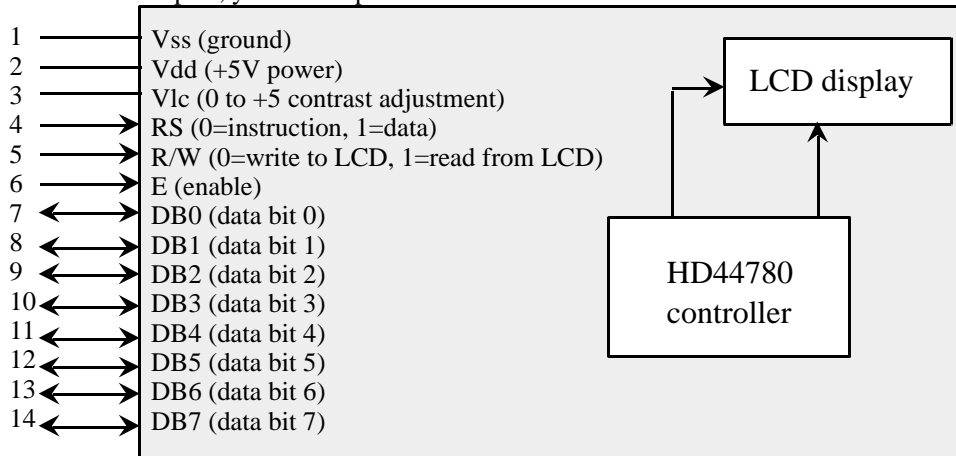 1 Vss (ground)
2 Vdd (+5V power)
3 Vlc (0 to +5 contrast adjustment)
4 RS (0=instruction, 1=data)
5 R/W (0=write to LCD, 1=read from LCD)
6 E (enable)
7 DB0 (data bit 0)
8 DB1 (data bit 1)
9 DB2 (data bit 2)
10 DB3 (data bit 3)
11 DB4 (data bit 4)
12 DB5 (data bit 5)
13 DB6 (data bit 6)
14 DB7 (data bit 7)
LCD display
HD44780
controller